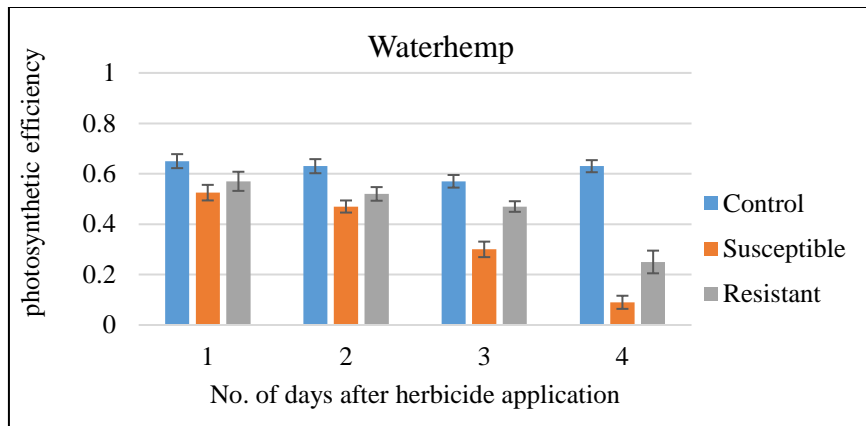 Waterhemp
photosynthetic efficiency
1
0.8
0.6
0.4
0.2
0
1 2 3 4
No. of days after herbicide application
Control
Susceptible
Resistant